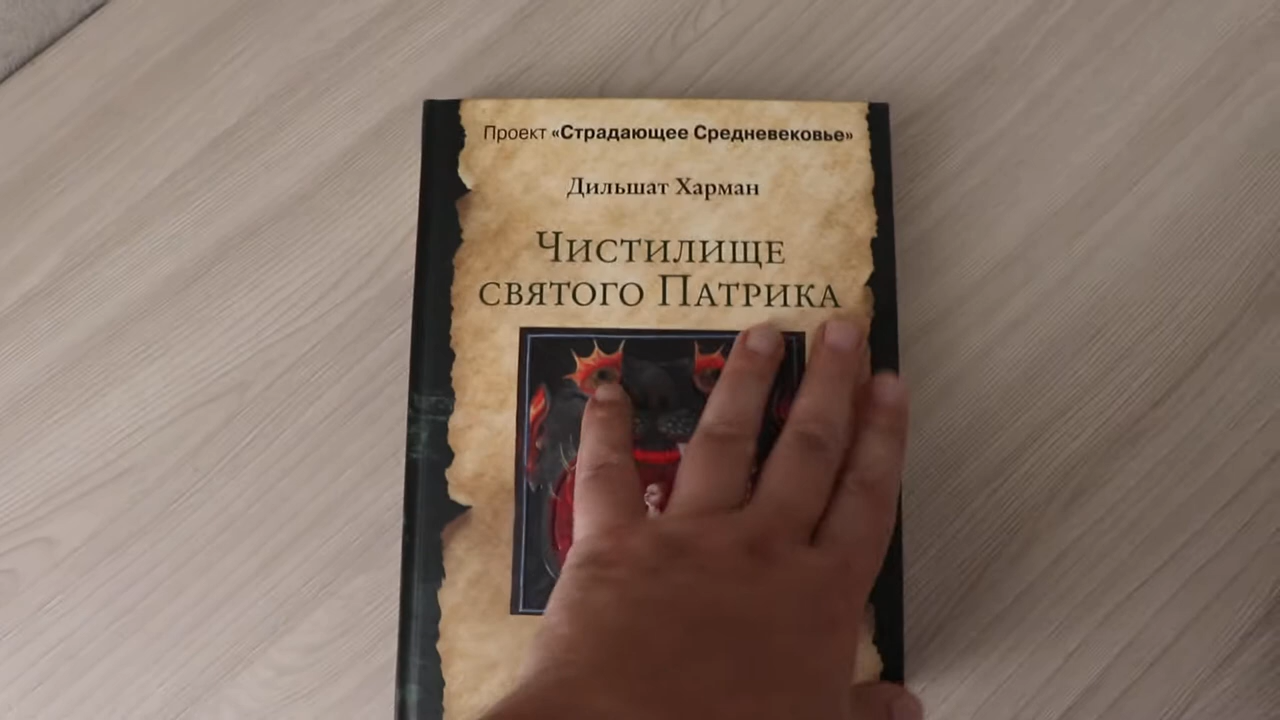 Проект «Страдающее Средневековье»
Дильшат Харман
Чистилище
святого Патрика